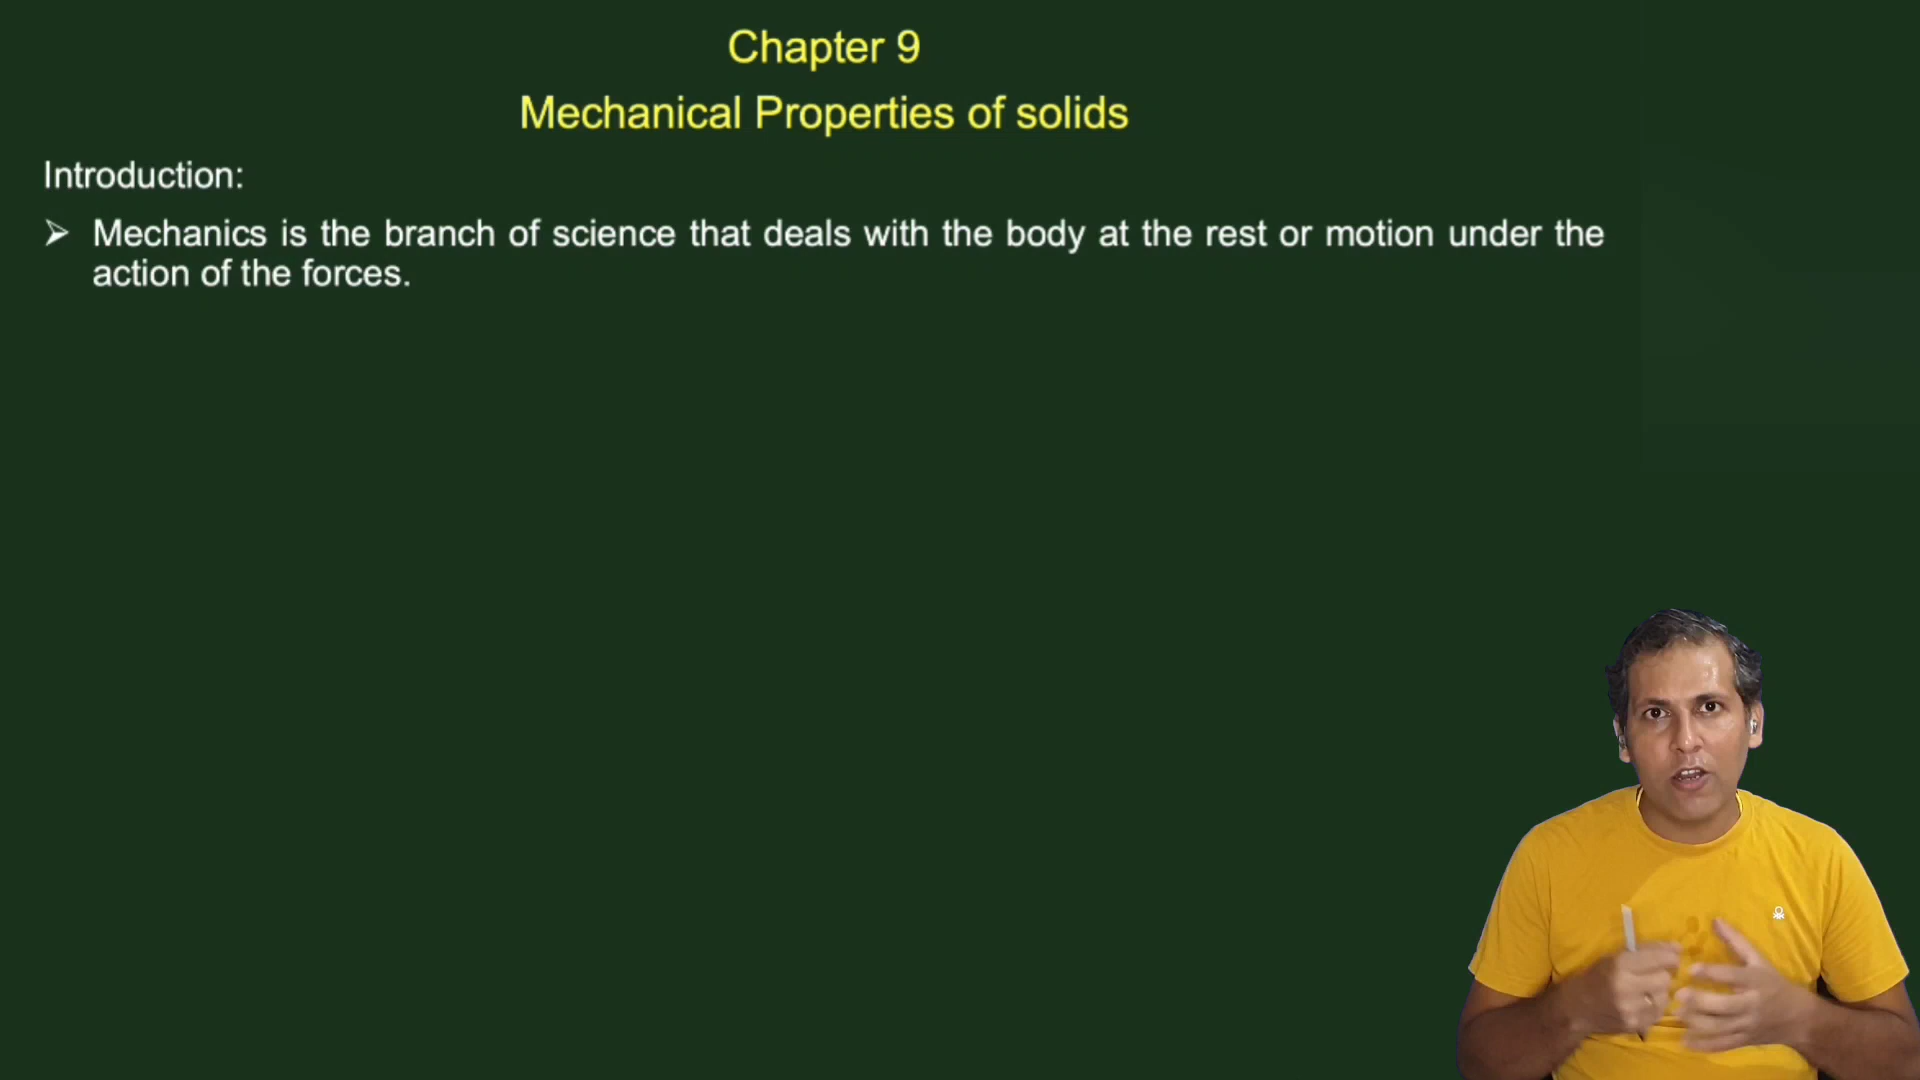 Chapter 9
Mechanical Properties of solids
Introduction:
➢ Mechanics is the branch of science that deals with the body at the rest or motion under the
action of the forces.